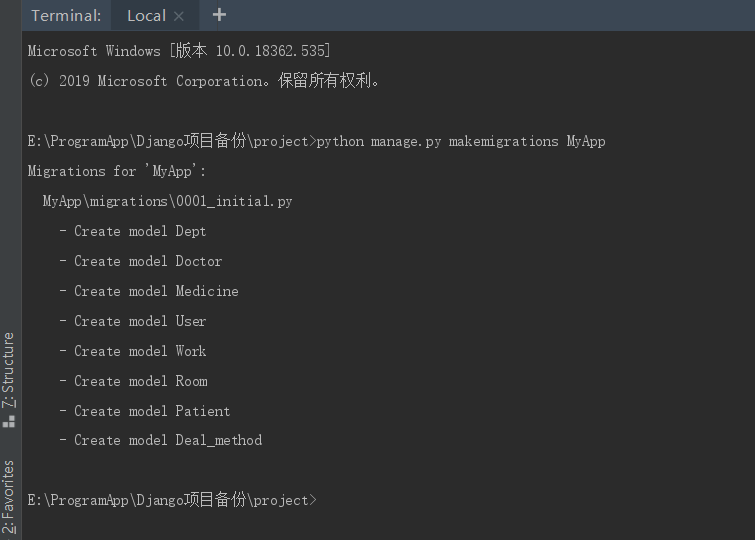 Terminal: Local × +
Microsoft Windows [版本 10.0.18362.535]
(c) 2019 Microsoft Corporation。保留所有权利。
E:\ProgramApp\Django项目备份\project>python manage.py makemigrations MyApp
Migrations for 'MyApp':
MyApp\migrations\0001_initial.py
- Create model Dept
- Create model Doctor
- Create model Medicine
- Create model User
- Create model Work
- Create model Room
- Create model Patient
- Create model Deal_method
E:\ProgramApp\Django项目备份\project>
7: Structure
2: Favorites